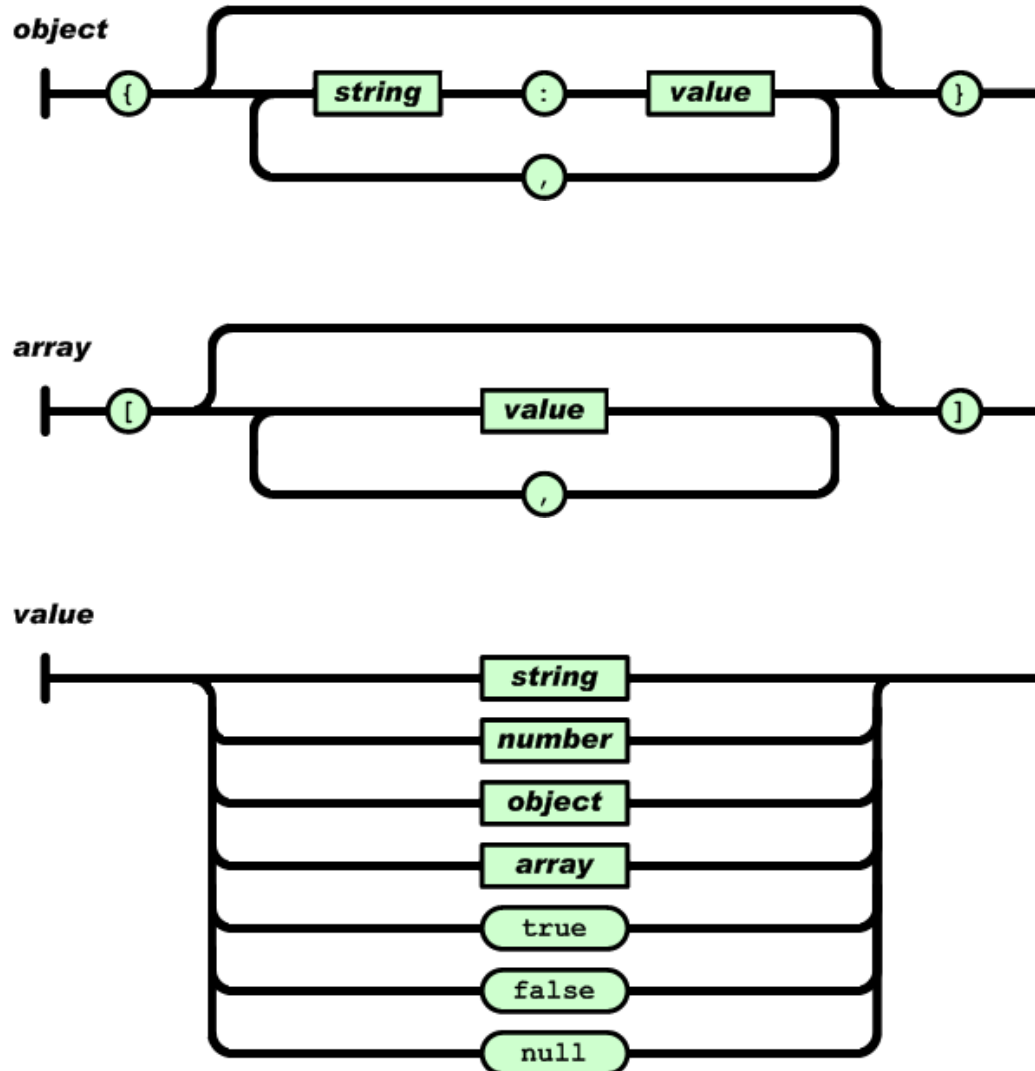 object
{ string : value }
,
array
[ value ]
,
value
string
number
object
array
true
false
null